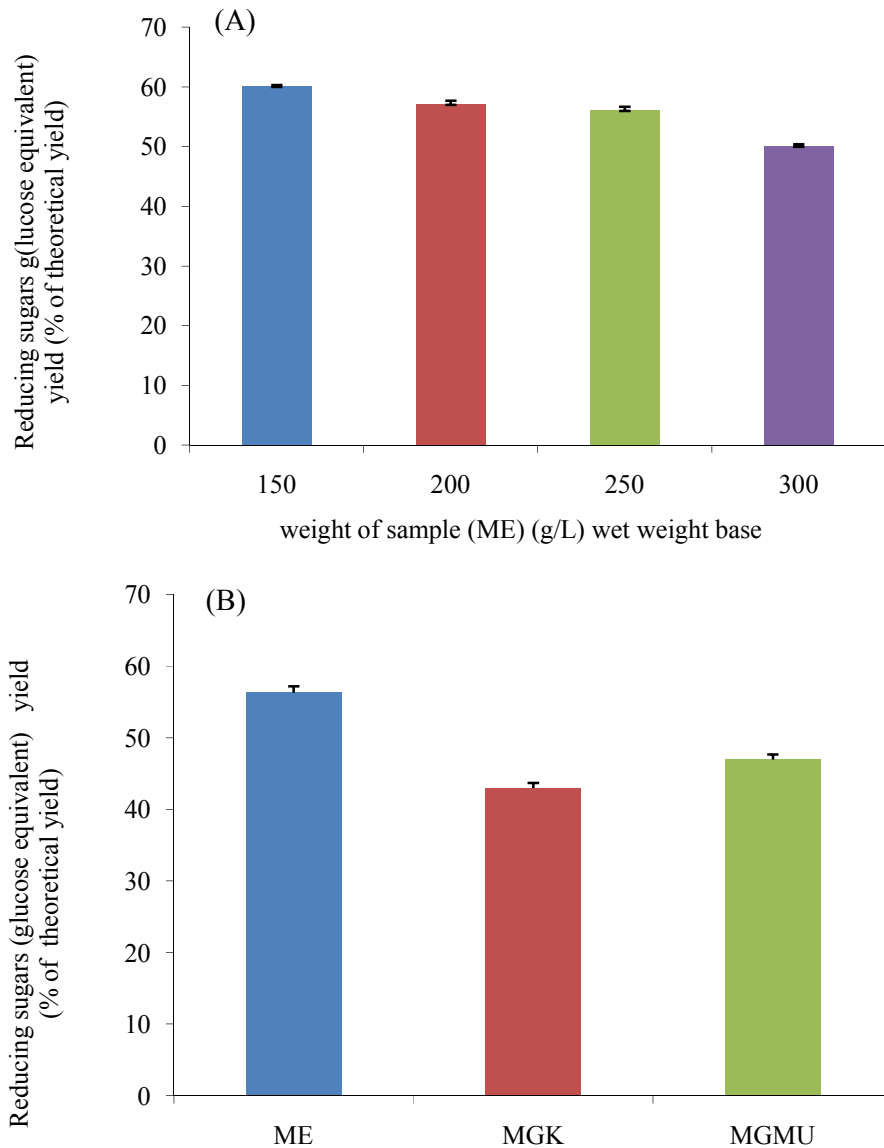 (A)
Reducing sugars g(lucose equivalent)
yield (% of theoretical yield)
70
60
50
40
30
20
10
0
150 200 250 300
weight of sample (ME) (g/L) wet weight base
(B)
Reducing sugars (glucose equivalent) yield
(% of theoretical yield)
70
60
50
40
30
20
10
0
ME MGK MGMU